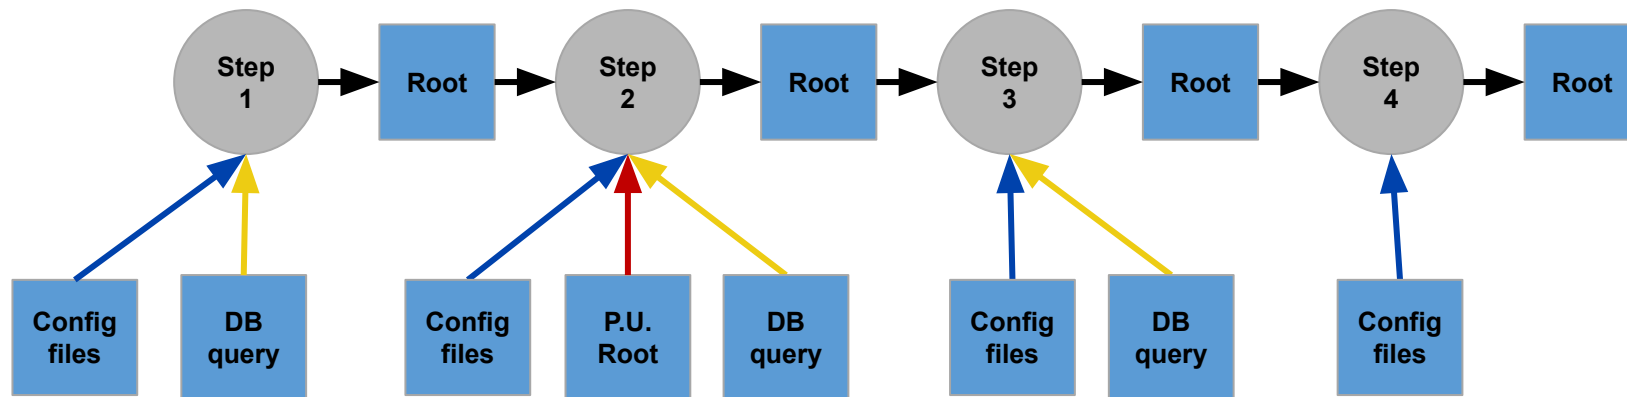 Step
1
Root
Step
2
Root
Step
3
Root
Step
4
Root
Config
files
DB
query
Config
files
P.U.
Root
DB
query
Config
files
DB
query
Config
files